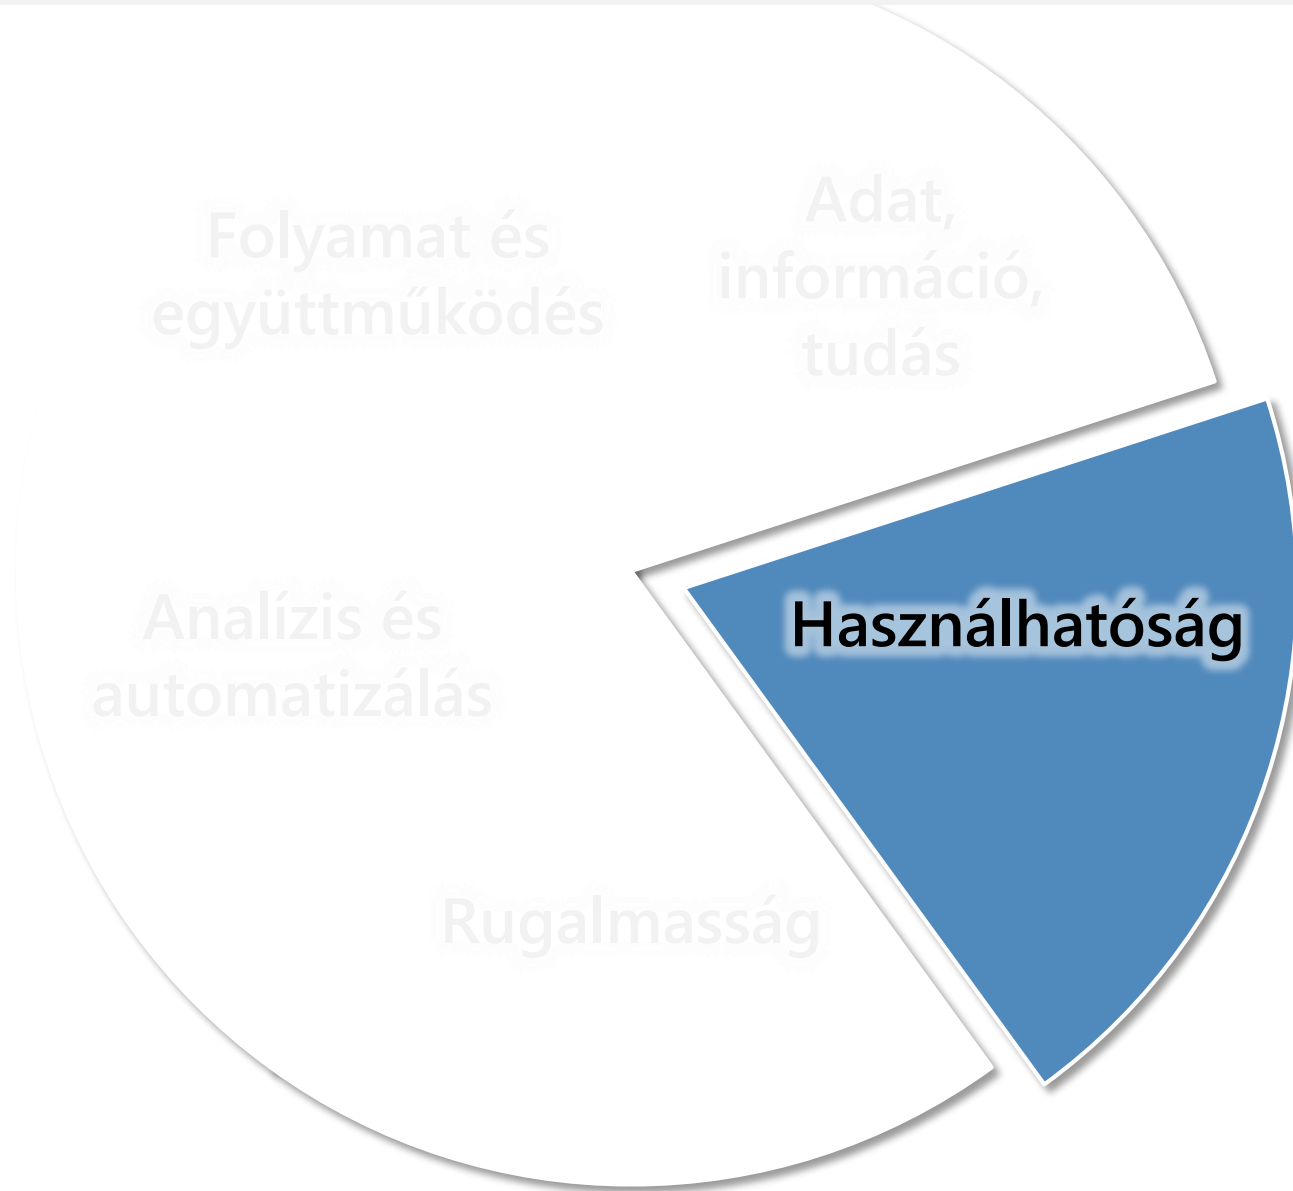 Folyamat és
együttműködés
Adat,
információ,
tudás
Használhatóság
Analízis és
automatizálás
Rugalmasság